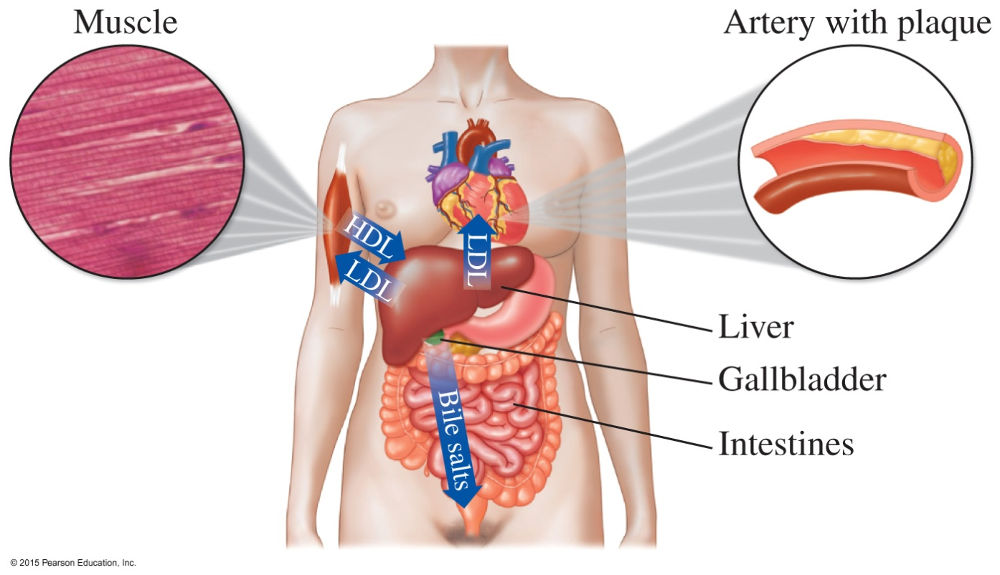 Muscle
Artery with plaque
HDL
LDL
LDL
Liver
Gallbladder
Intestines
Bile salts
© 2015 Pearson Education, Inc.